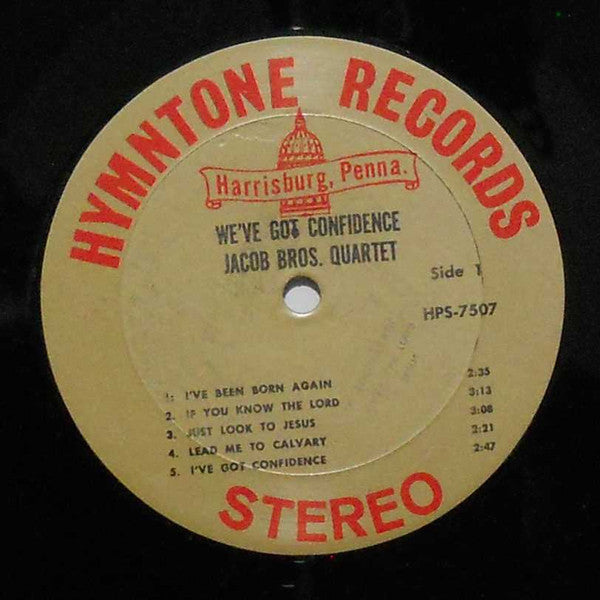 HYMNTONE RECORDS
Harrisburg, Penna.
WE'VE GOT CONFIDENCE
JACOB BROS. QUARTET
Side 1
HPS-7507
1. I'VE BEEN BORN AGAIN 2:35
2. IF YOU KNOW THE LORD 3:13
3. JUST LOOK TO JESUS 3:08
4. LEAD ME TO CALVARY 2:21
5. I'VE GOT CONFIDENCE 2:47
STEREO